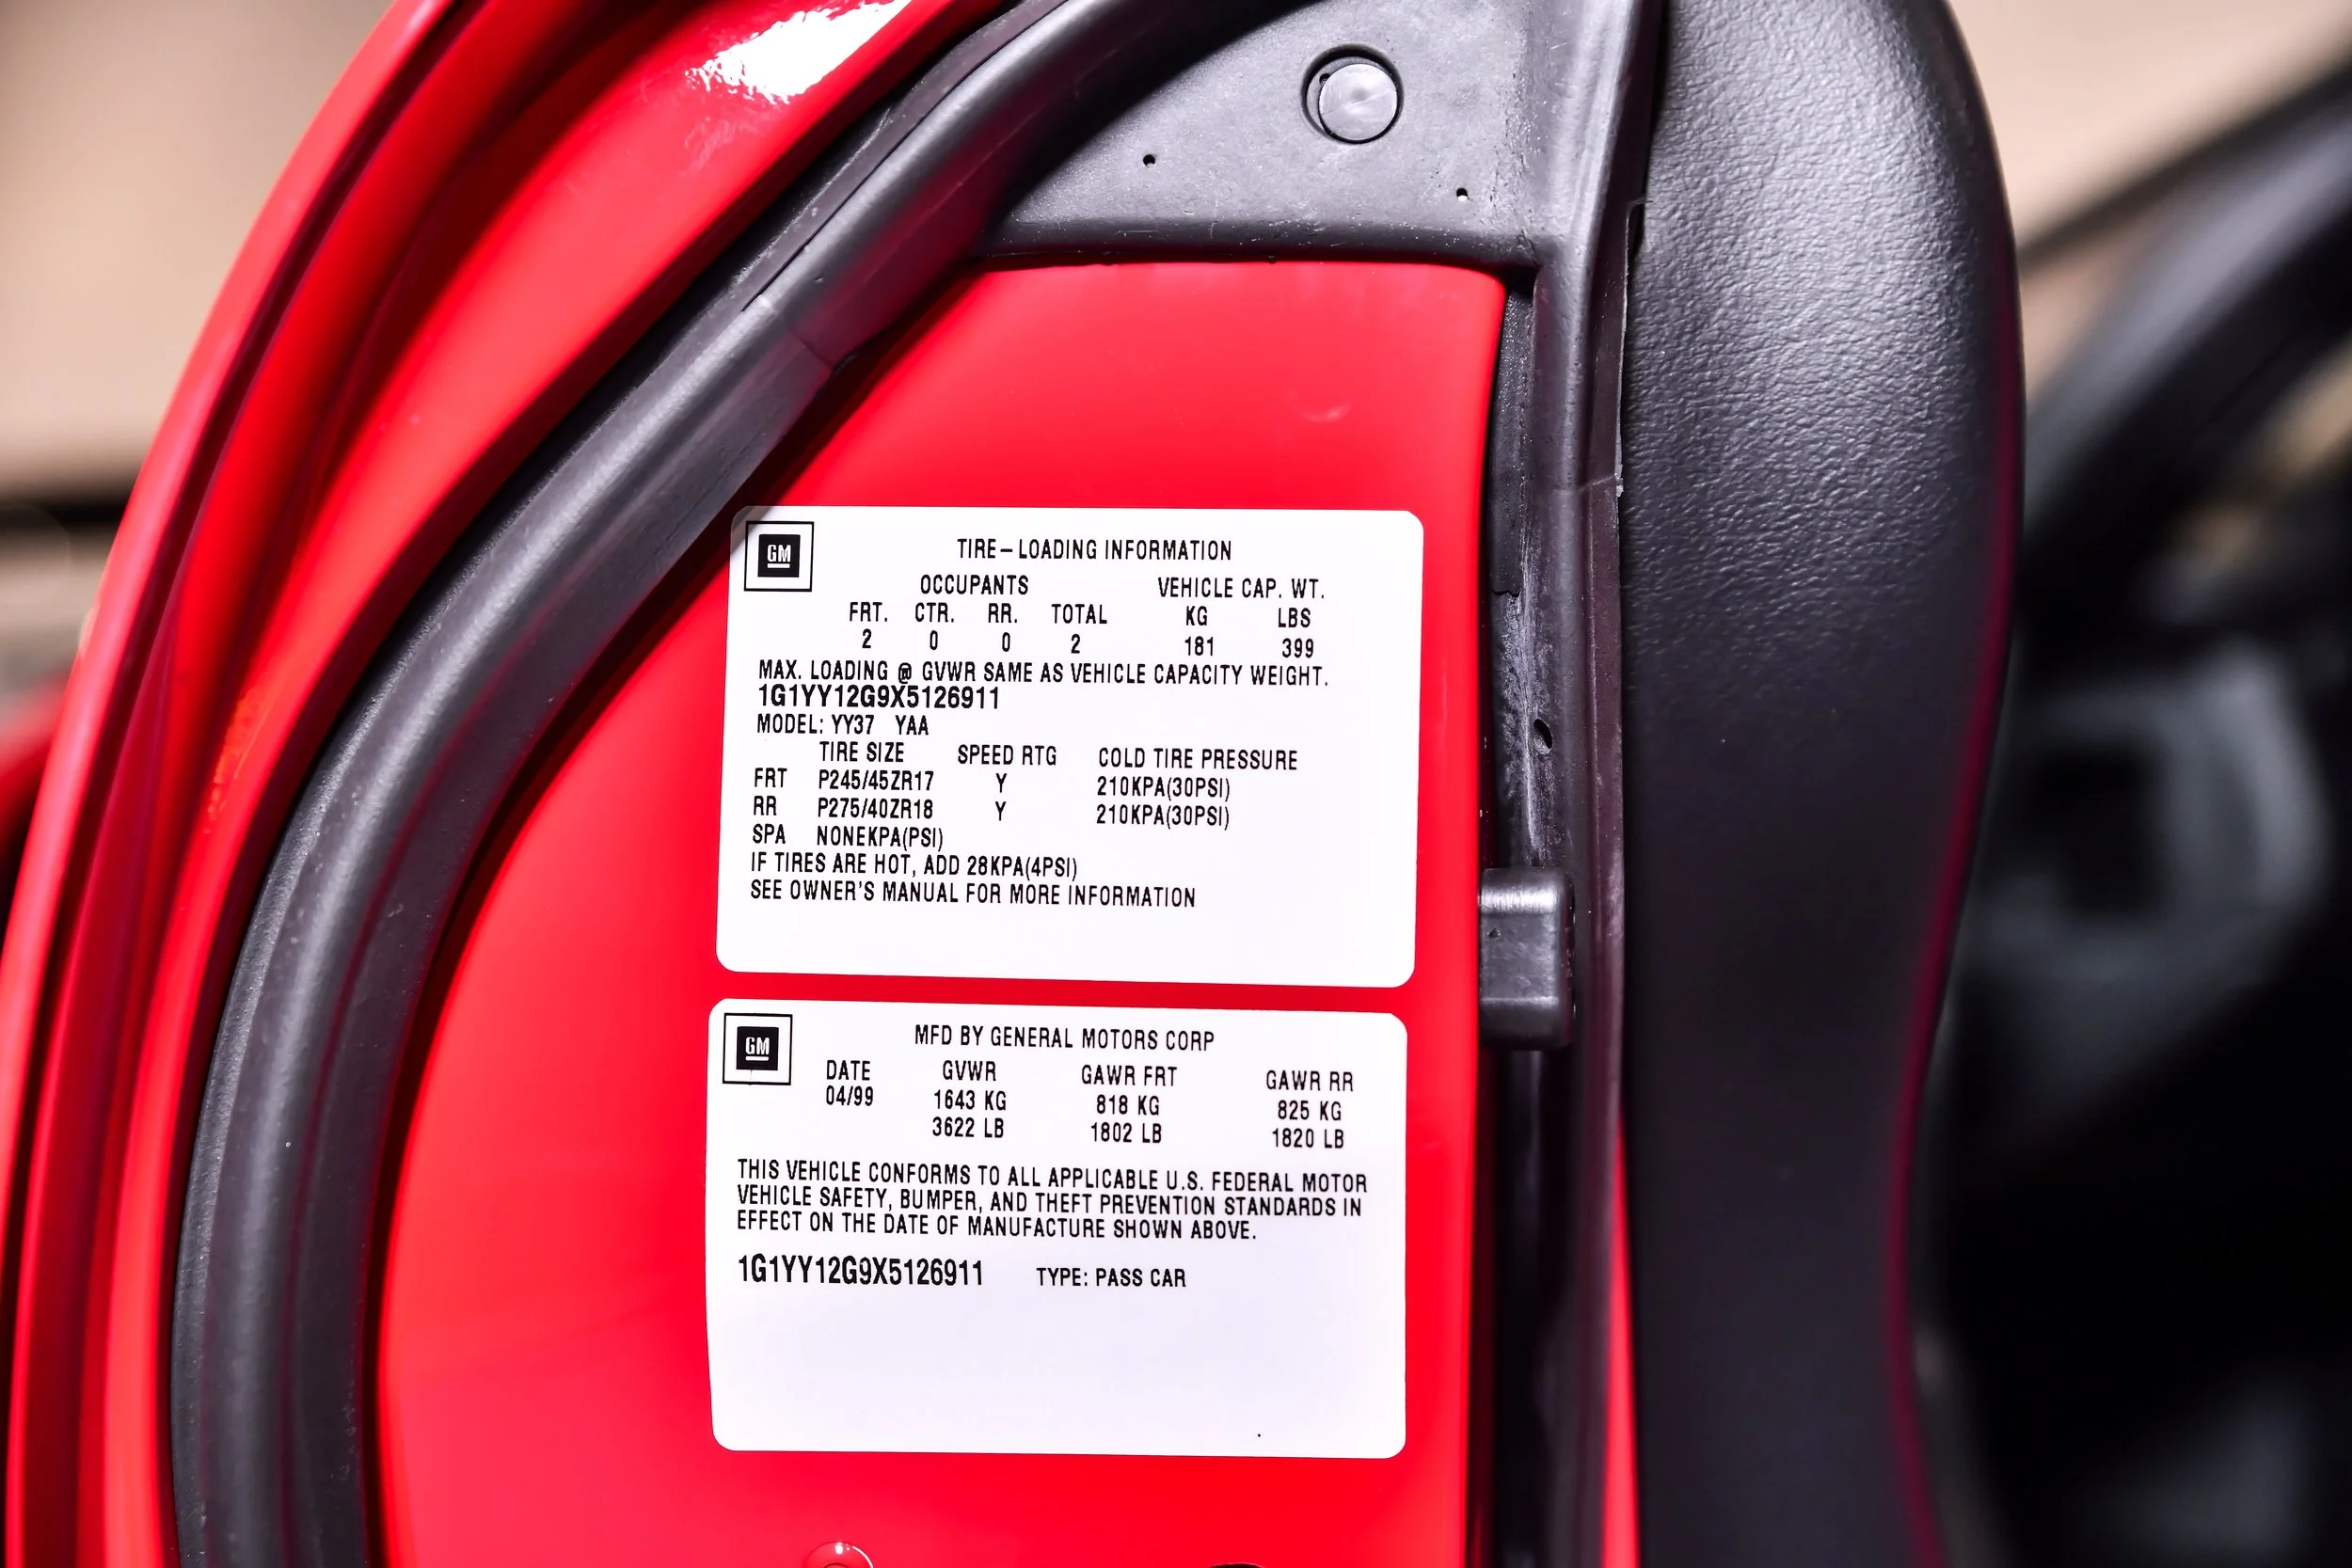 GM
TIRE-LOADING INFORMATION
OCCUPANTS VEHICLE CAP. WT.
FRT. CTR. RR. TOTAL KG LBS
2 0 0 2 181 399
MAX. LOADING @ GVWR SAME AS VEHICLE CAPACITY WEIGHT.
1G1YY12G9X5126911
MODEL: YY37 YAA
TIRE SIZE SPEED RTG COLD TIRE PRESSURE
FRT P245/45ZR17 Y 210KPA(30PSI)
RR P275/40ZR18 Y 210KPA(30PSI)
SPA NONEKPA(PSI)
IF TIRES ARE HOT, ADD 28KPA(4PSI)
SEE OWNER'S MANUAL FOR MORE INFORMATION
GM
MFD BY GENERAL MOTORS CORP
DATE GVWR GAWR FRT GAWR RR
04/99 1643 KG 818 KG 825 KG
3622 LB 1802 LB 1820 LB
THIS VEHICLE CONFORMS TO ALL APPLICABLE U.S. FEDERAL MOTOR
VEHICLE SAFETY, BUMPER, AND THEFT PREVENTION STANDARDS IN
EFFECT ON THE DATE OF MANUFACTURE SHOWN ABOVE.
1G1YY12G9X5126911 TYPE: PASS CAR